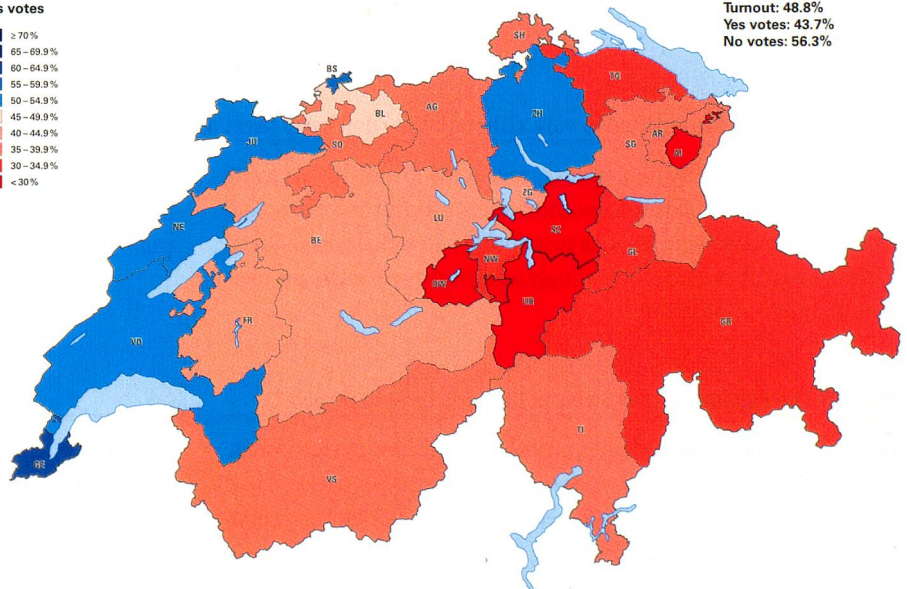 s votes
≥70%
65–69.9%
60–64.9%
55–59.9%
50–54.9%
45–49.9%
40–44.9%
35–39.9%
30–34.9%
<30%
Turnout: 48.8%
Yes votes: 43.7%
No votes: 56.3%
SH
BS
TG
BL
AG
ZH
JU
SO
AR
SG
AI
ZG
LU
NE
SZ
BE
GL
NW
OW
UR
FR
GR
VD
TI
GE
VS